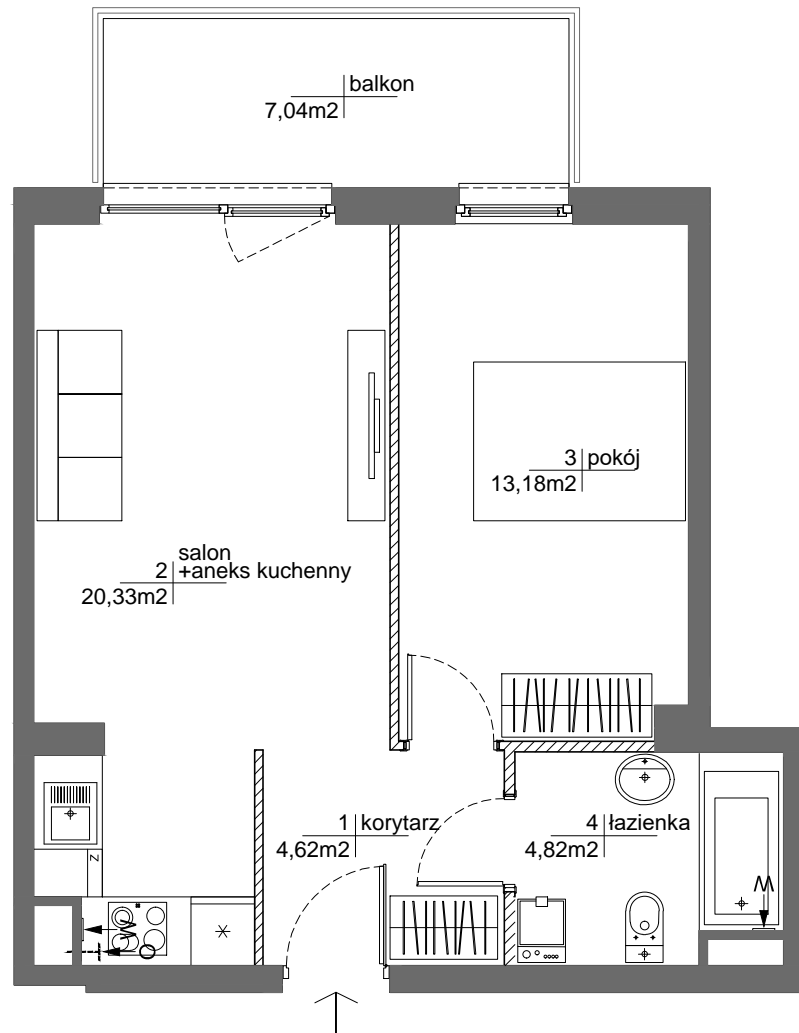 balkon
7,04m2
3 pokój
13,18m2
salon
2 +aneks kuchenny
20,33m2
1 korytarz
4,62m2
4 łazienka
4,82m2
Z
W
W
O